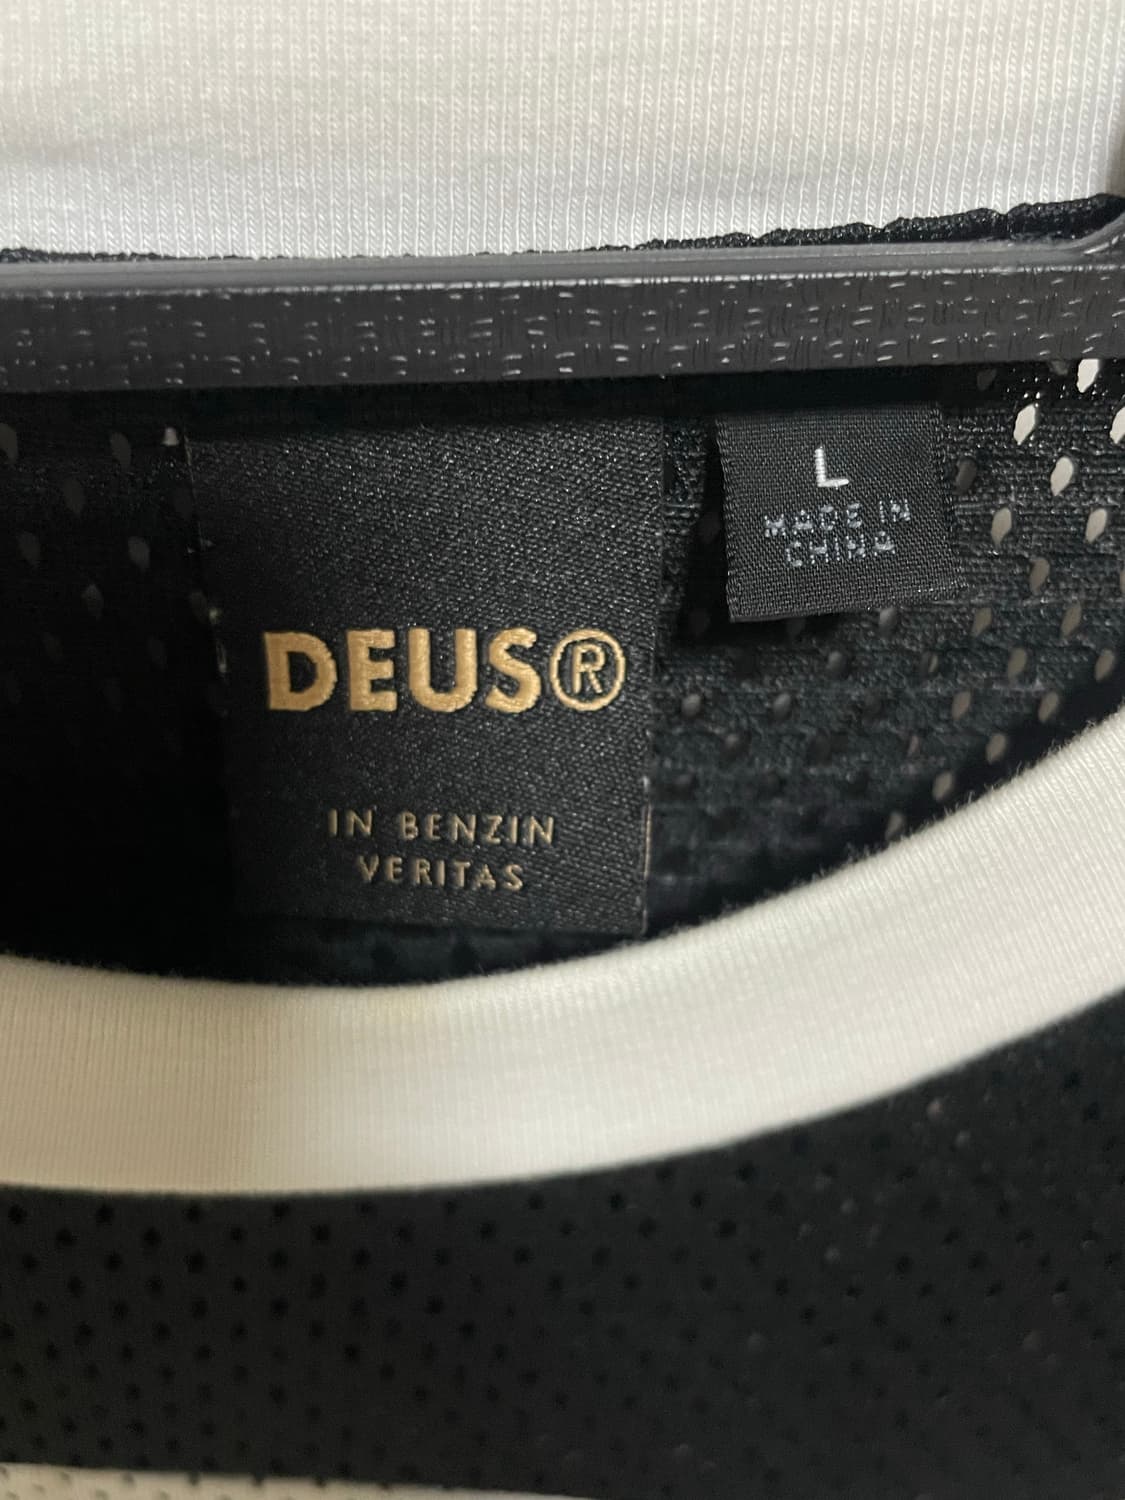 L
MADE IN
CHINA
DEUS®
IN BENZIN
VERITAS